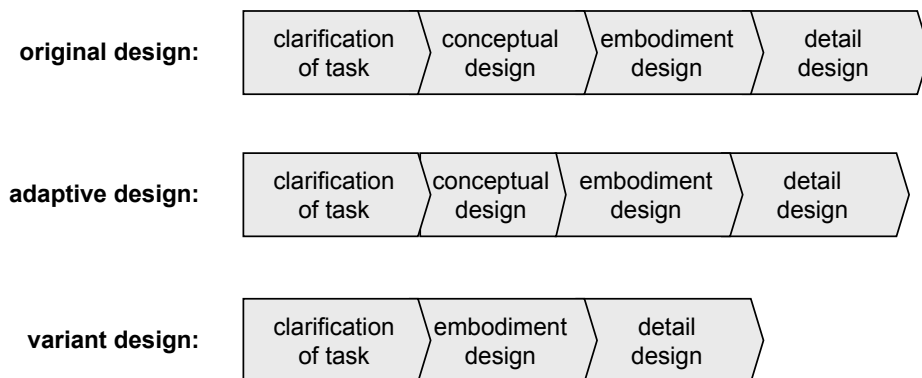 original design:
clarification
of task
conceptual
design
embodiment
design
detail
design
adaptive design:
clarification
of task
conceptual
design
embodiment
design
detail
design
variant design:
clarification
of task
embodiment
design
detail
design